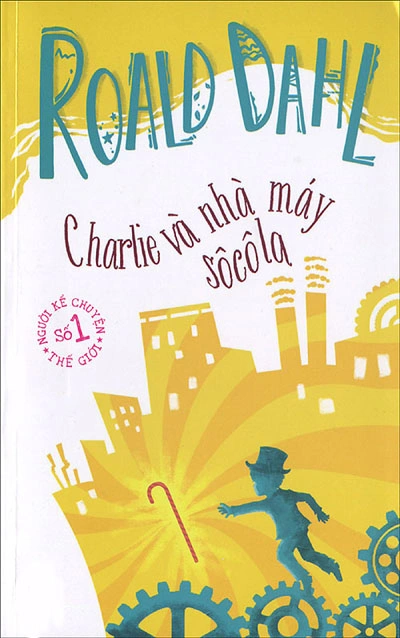 ROALD DAHL
Charlie và nhà máy
sôcôla
NGƯỜI KỂ CHUYỆN
Số 1
THẾ GIỚI